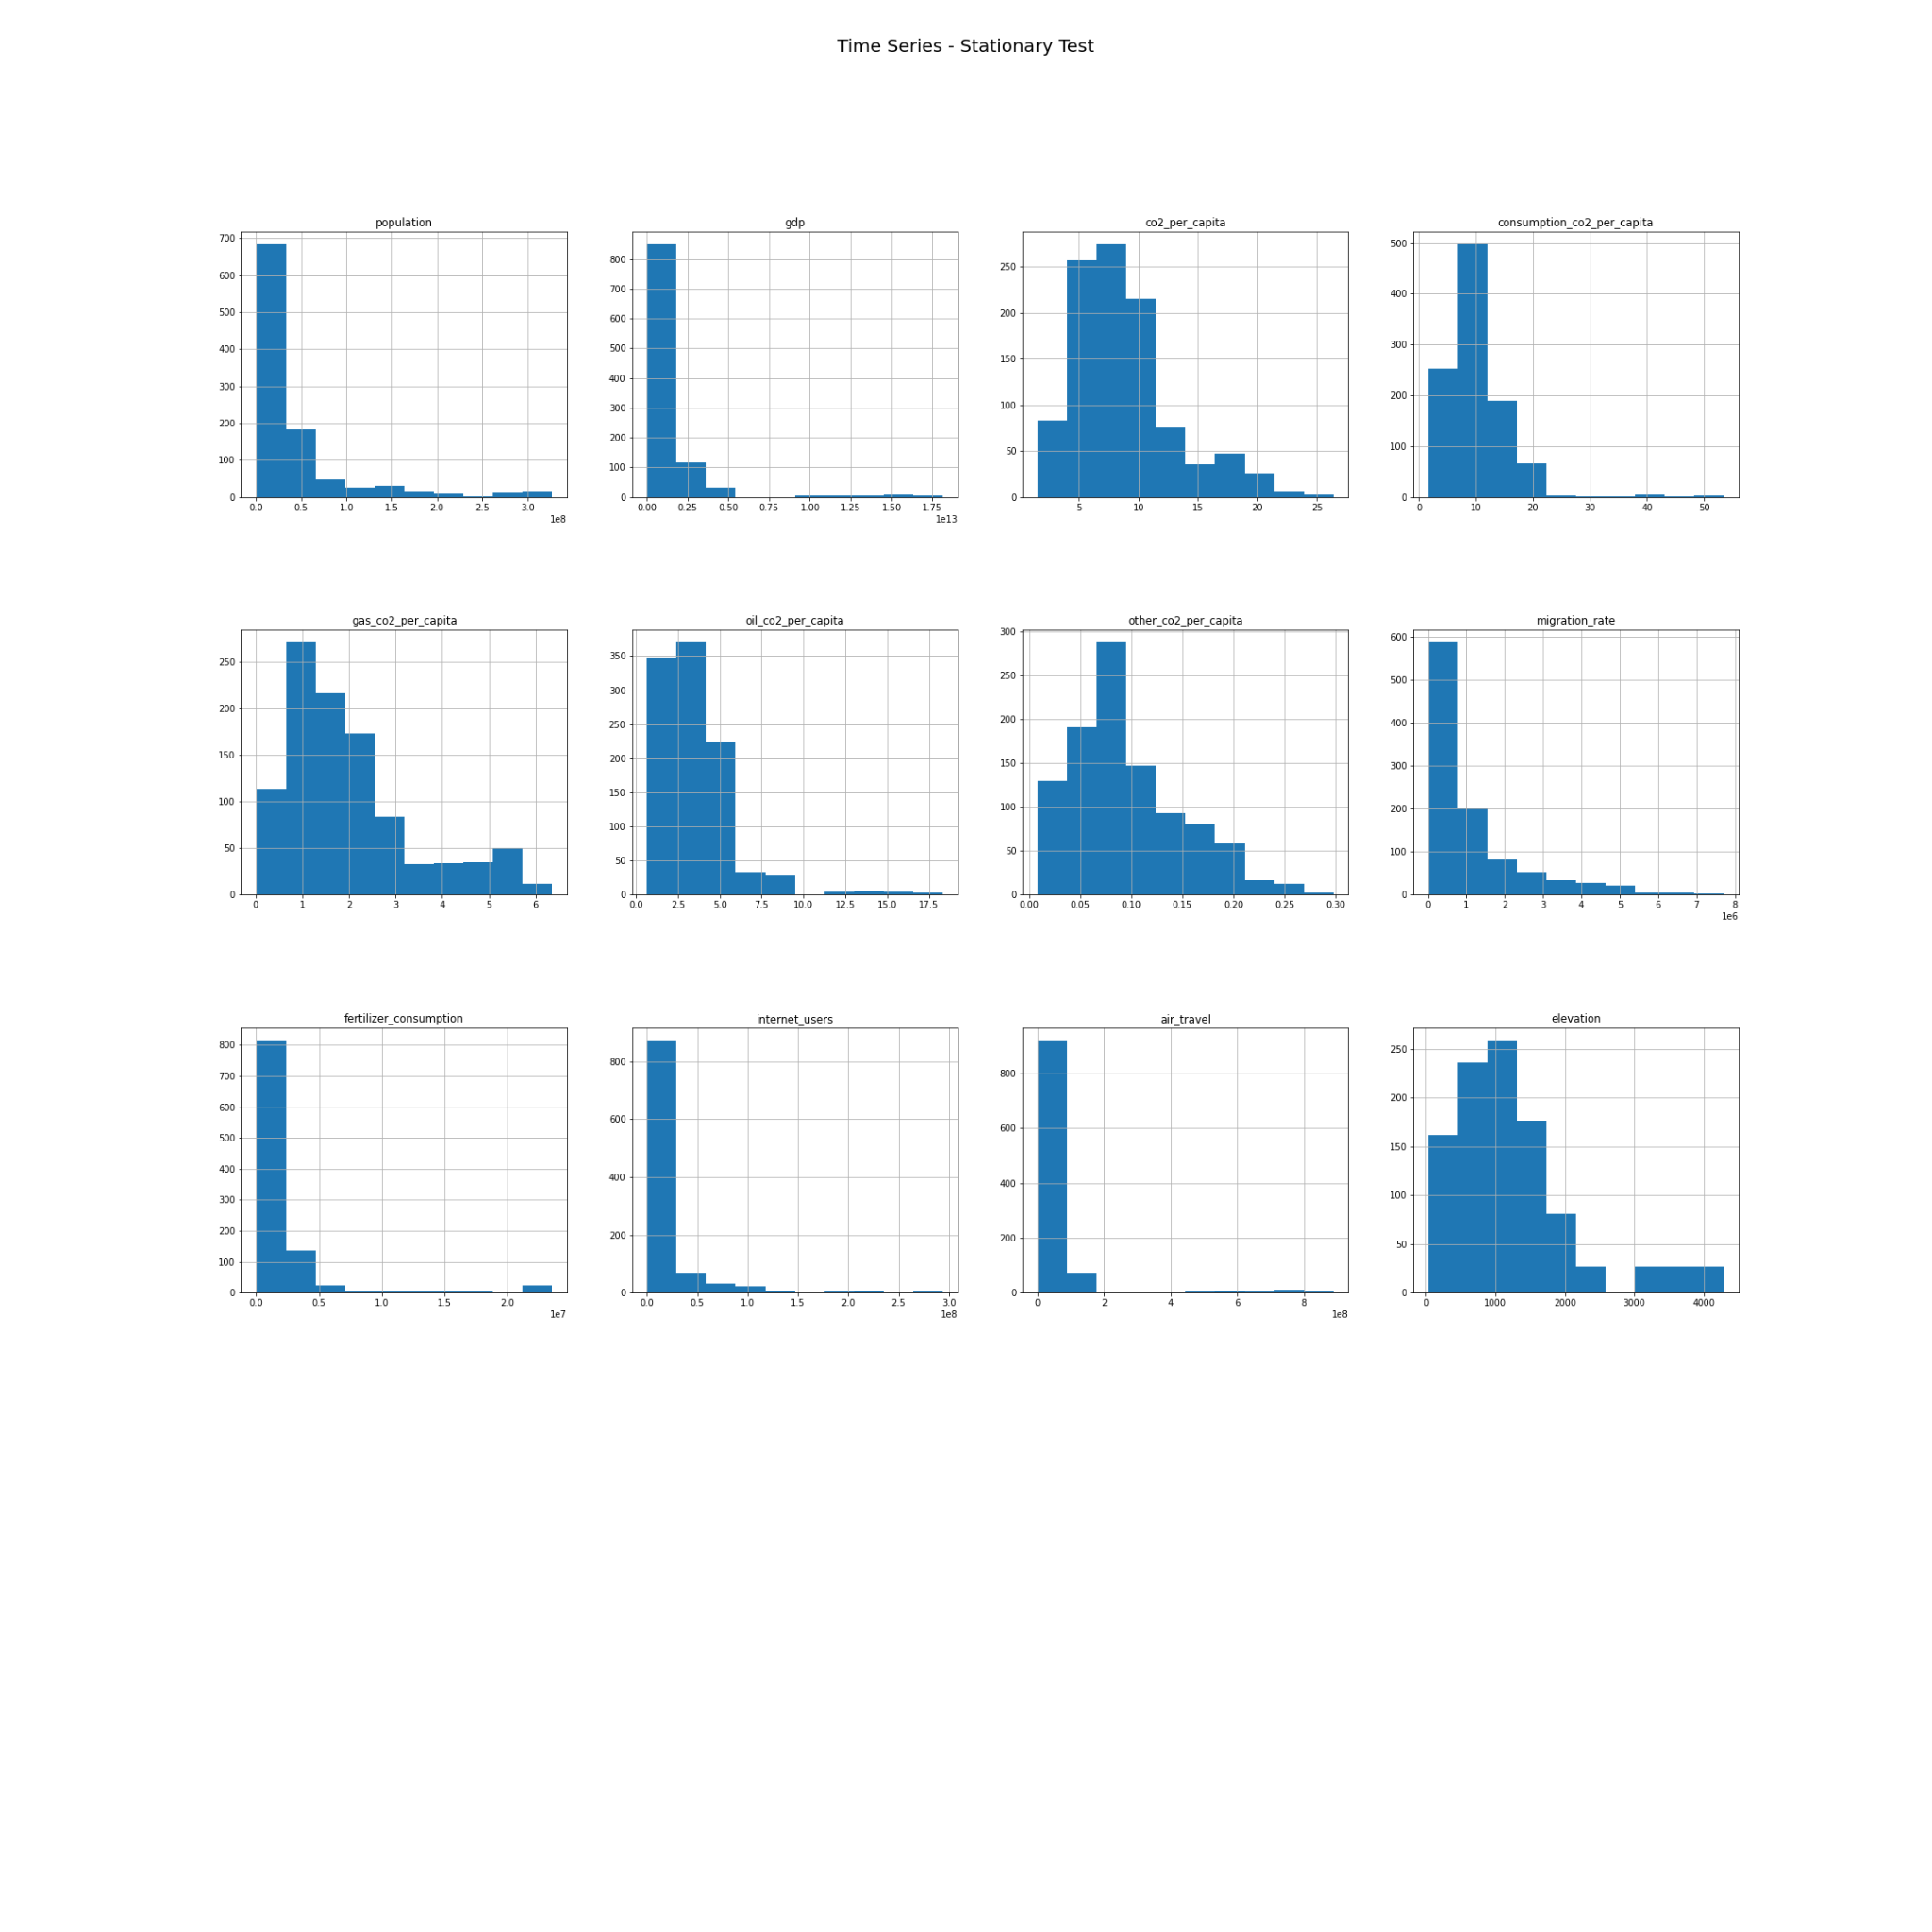 Time Series - Stationary Test
population
700
600
500
400
300
200
100
0
0.0 0.5 1.0 1.5 2.0 2.5 3.0
1e8
gdp
800
700
600
500
400
300
200
100
0
0.00 0.25 0.50 0.75 1.00 1.25 1.50 1.75
1e13
co2_per_capita
250
200
150
100
50
0
5 10 15 20 25
consumption_co2_per_capita
500
400
300
200
100
0
0 10 20 30 40 50
gas_co2_per_capita
250
200
150
100
50
0
0 1 2 3 4 5 6
oil_co2_per_capita
350
300
250
200
150
100
50
0
0.0 2.5 5.0 7.5 10.0 12.5 15.0 17.5
other_co2_per_capita
300
250
200
150
100
50
0
0.00 0.05 0.10 0.15 0.20 0.25 0.30
migration_rate
600
500
400
300
200
100
0
0 1 2 3 4 5 6 7 8
1e6
fertilizer_consumption
800
700
600
500
400
300
200
100
0
0.0 0.5 1.0 1.5 2.0
1e7
internet_users
800
600
400
200
0
0.0 0.5 1.0 1.5 2.0 2.5 3.0
1e8
air_travel
800
600
400
200
0
0 2 4 6 8
1e8
elevation
250
200
150
100
50
0
0 1000 2000 3000 4000